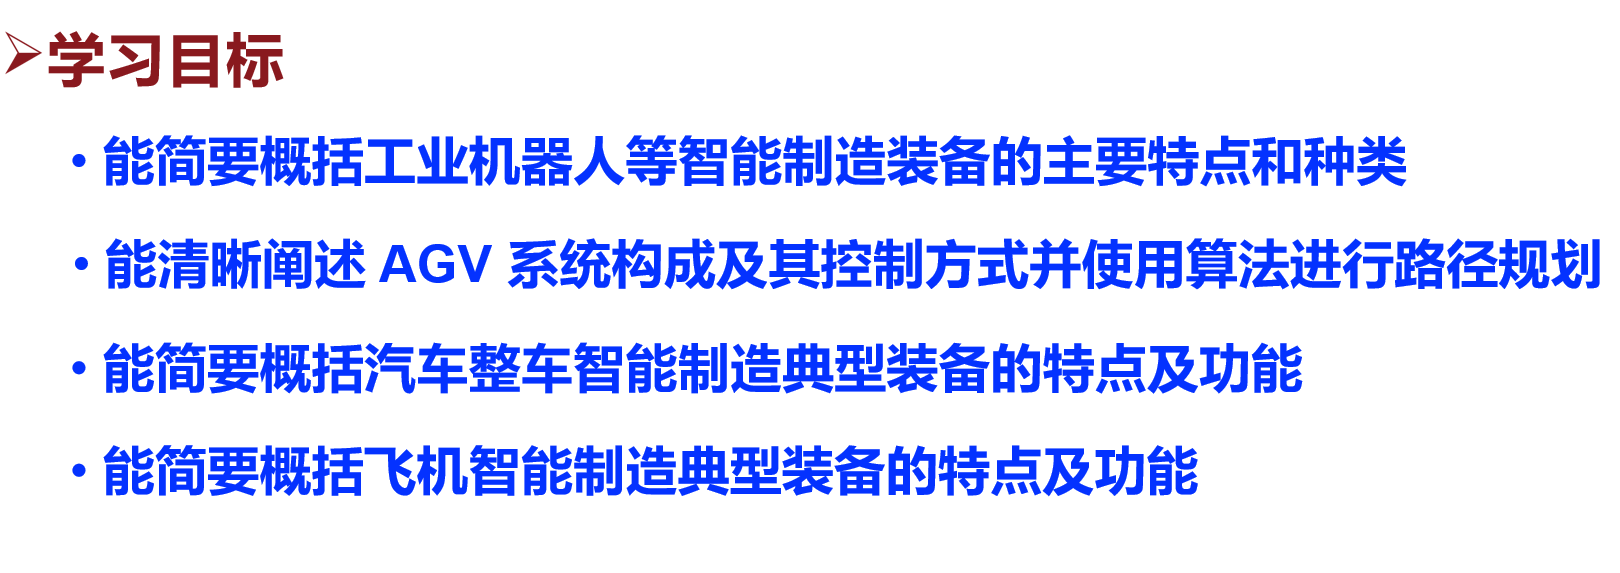 ➢学习目标
• 能简要概括工业机器人等智能制造装备的主要特点和种类
• 能清晰阐述 AGV 系统构成及其控制方式并使用算法进行路径规划
• 能简要概括汽车整车智能制造典型装备的特点及功能
• 能简要概括飞机智能制造典型装备的特点及功能